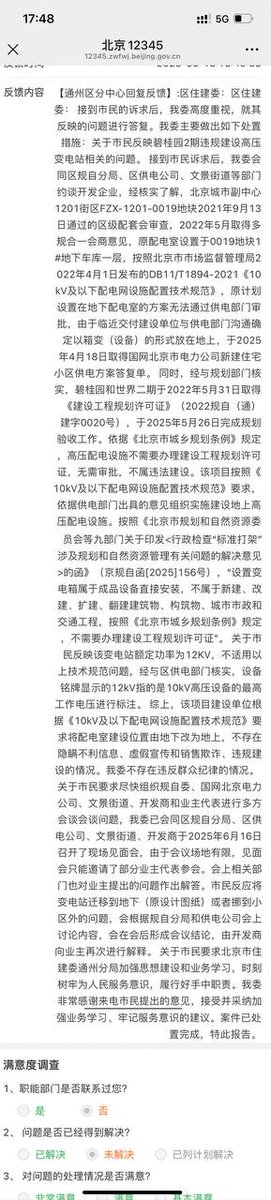 17:48
5G
北京12345
12345.zwfwj.beijing.gov.cn
反馈内容
【通州区分中心回复反馈】:区住建委：区住建
委： 接到市民的诉求后，我委高度重视，就其
反映的问题进行答复。我委主要做出如下处置
措施： 关于市民反映碧桂园2期违规建设高压
变电站相关的问题。 接到市民诉求后，我委会
同区规自分局、区供电公司、文景街道等部门
约谈开发企业，经核实了解，北京城市副中心
1201街区FZX-1201-0019地块2021年9月13
日通过的区级配套会审查，2022年5月取得多
规合一会商意见，原配电室设置于0019地块1
#地下车库一层，按照北京市市场监督管理局2
022年4月1日发布的DB11/T1894-2021《10
kV及以下配电网设施配置技术规范》，原计划
设置在地下配电室的方案无法通过供电部门审
批，由于临近交付建设单位与供电部门沟通确
定以箱变（设备）的形式放在地上，于2025
年4月18日取得国网北京市电力公司新建住宅
小区供电方案答复单。 同时，经与规划部门核
实，碧桂园和世界二期于2022年5月31日取得
《建设工程规划许可证》（2022规自（通）
建字0020号），于2025年5月26日完成规划
验收工作。依据《北京市城乡规划条例》规定
，高压配电设施不需要办理建设工程规划许可
证，无需审批，不属违法建设。该项目按照《
10kV及以下配电网设施配置技术规范》要求，
依据供电部门出具的意见组织实施建设地上高
压配电设施。按照《北京市规划和自然资源委
员会等九部门关于印发<行政检查“标准打架”
涉及规划和自然资源管理有关问题的解决意见
>的函》（京规自函[2025]156号），“设置变
电箱属于成品设备直接安装，不属于新建、改
建、扩建、翻建建筑物、构筑物、城市市政和
交通工程，按照《北京市城乡规划条例》规定
，不需要办理建设工程规划许可证”。 关于市
民反映该变电站额定功率为12KV，不适用以
上技术规范问题，经与区供电部门核实，设备
铭牌显示的12kV指的是10kV高压设备的最高
工作电压进行标注。 综上，该项目建设单位根
据《10kV及以下配电网设施配置技术规范》要
求将配电室建设位置由地下改为地上，不存在
隐瞒不利信息、虚假宣传和销售欺诈、违规建
设的情况。我委不存在违反群众纪律的情况。
关于市民要求尽快组织规自委、国网北京电力
公司、文景街道、开发商和业主代表进行多方
会谈会谈问题，我委已会同区规自分局、区供
电公司、文景街道、开发商于2025年6月16日
召开了现场见面会，由于会议场地有限，见面
会只能邀请了部分业主代表参会。会上相关部
门也对业主提出的问题作出解答。市民反应将
变电站迁移到地下（原设计图纸）或者挪到小
区外的问题，会根据规自分局和供电公司会上
讨论内容，会在会后形成会议结论，由开发商
向业主再次进行解释。 关于市民要求北京市住
建委通州分局加强思想建设和业务学习，时刻
树牢为人民服务意识，履行好手中职责。我委
非常感谢来电市民提出的意见，接受并采纳加
强业务学习、牢记服务意识的建议。案件已处
置完成，特此报告。
满意度调查
1、职能部门是否联系过您?
是 否
2、 问题是否已经得到解决?
已解决 未解决 已列计划解决
3、 对问题的处理情况是否满意?
非常满意 满意 基本满意